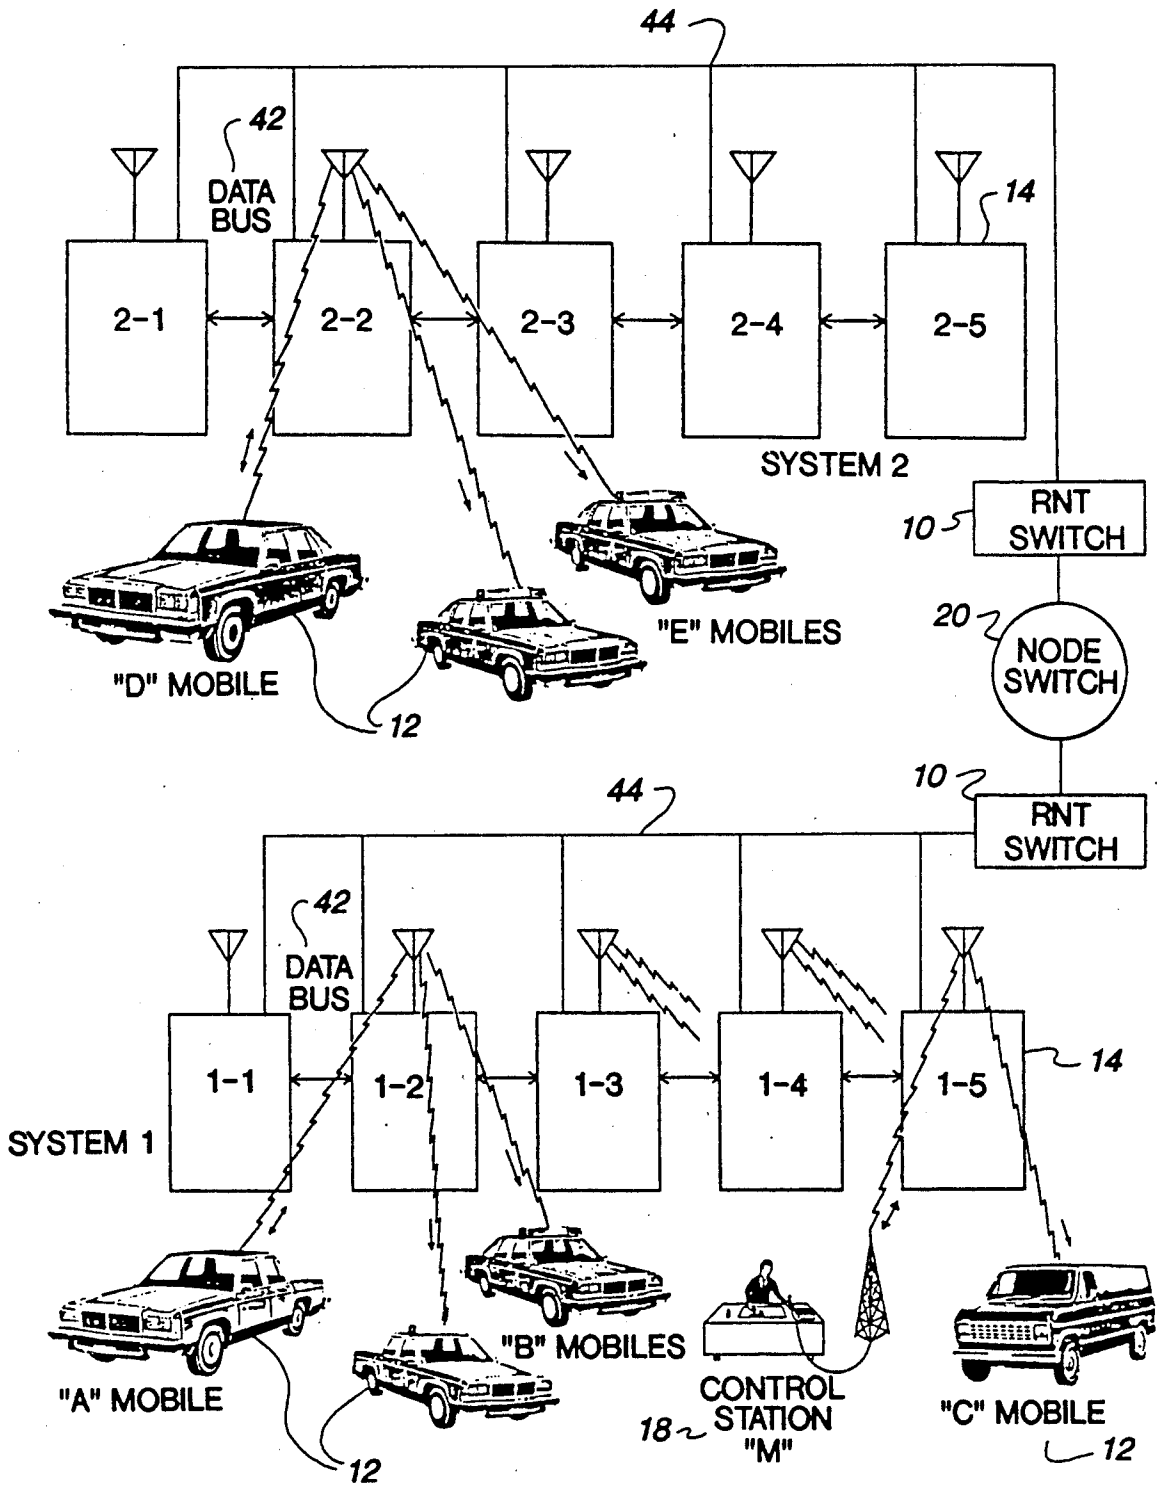 44
42
DATA
BUS
14
2-1
2-2
2-3
2-4
2-5
SYSTEM 2
RNT
SWITCH
10
20
NODE
SWITCH
"E" MOBILES
"D" MOBILE
12
10
44
RNT
SWITCH
42
DATA
BUS
14
1-1
1-2
1-3
1-4
1-5
SYSTEM 1
"B" MOBILES
"A" MOBILE
CONTROL
STATION
"M"
18
"C" MOBILE
12
12